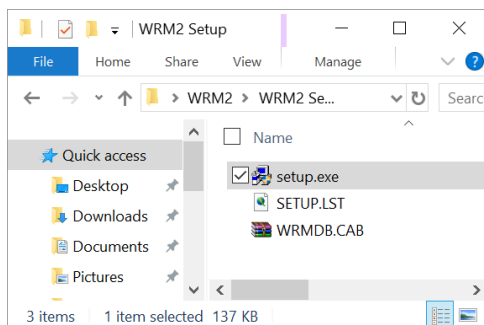 WRM2 Setup
File Home Share View Manage
WRM2 WRM2 Se... Searc
Name
Quick access
Desktop
Downloads
Documents
Pictures
setup.exe
SETUP.LST
WRMDB.CAB
3 items 1 item selected 137 KB